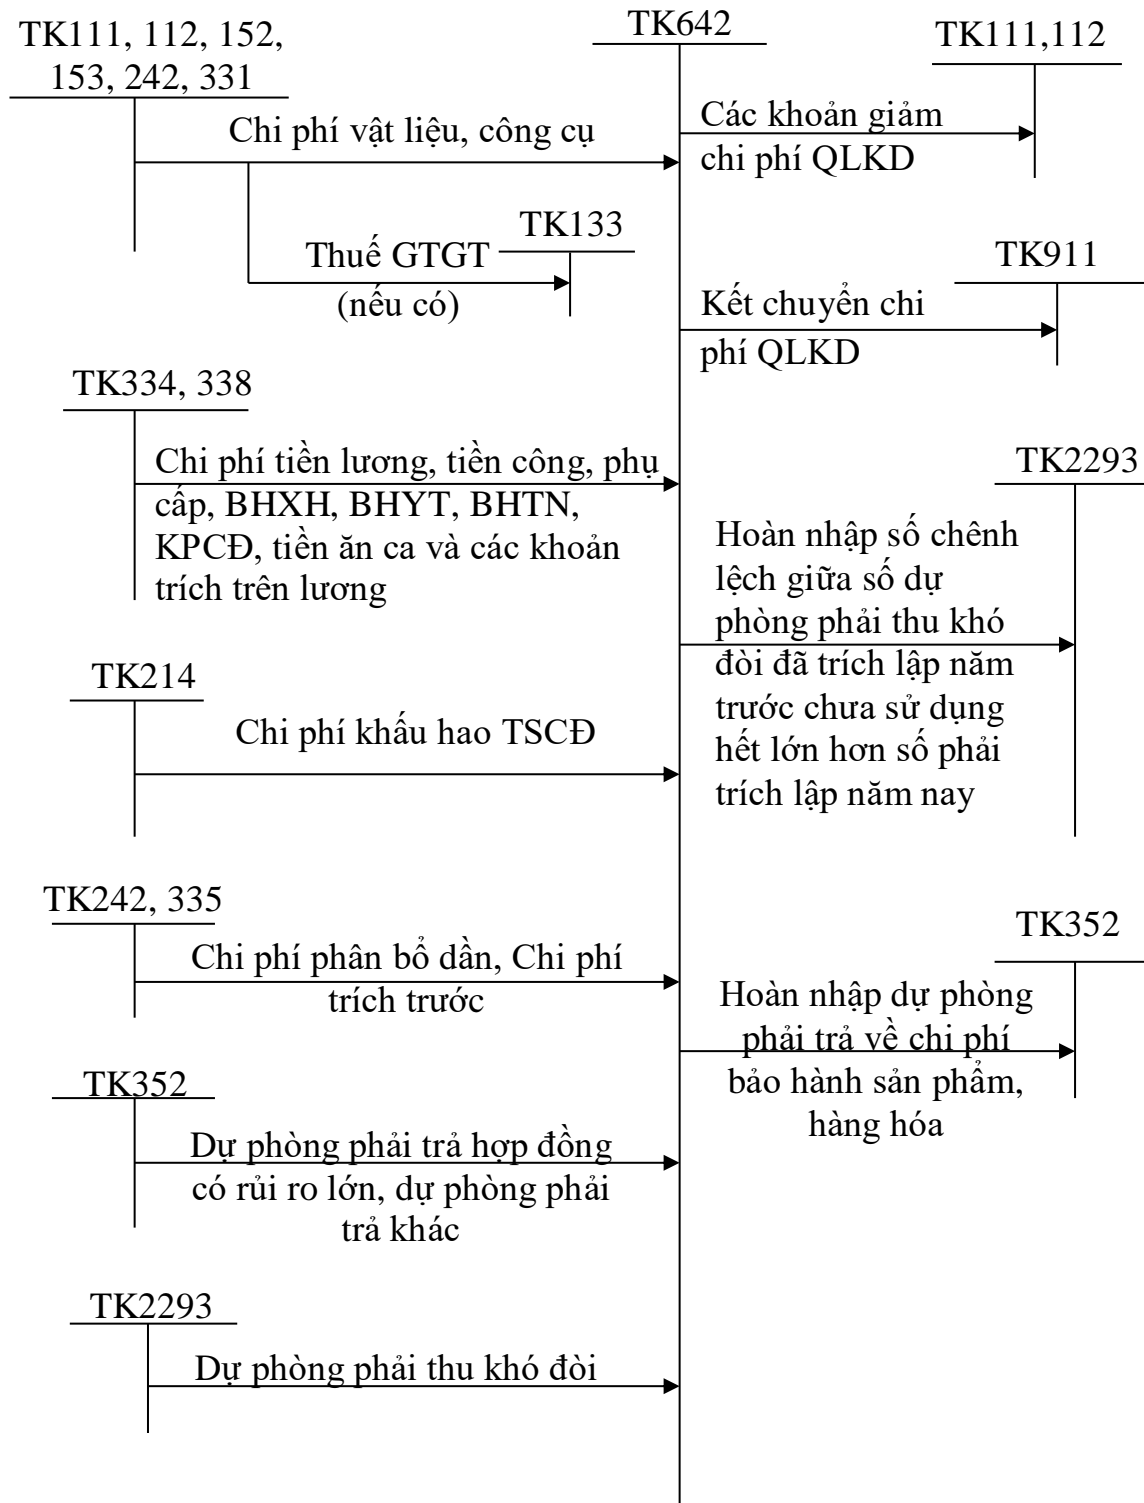 TK111, 112, 152,
153, 242, 331
Chi phí vật liệu, công cụ
TK133
Thuế GTGT
(nếu có)
TK334, 338
Chi phí tiền lương, tiền công, phụ
cấp, BHXH, BHYT, BHTN,
KPCĐ, tiền ăn ca và các khoản
trích trên lương
TK214
Chi phí khấu hao TSCĐ
TK242, 335
Chi phí phân bổ dần, Chi phí
trích trước
TK352
Dự phòng phải trả hợp đồng
có rủi ro lớn, dự phòng phải
trả khác
TK2293
Dự phòng phải thu khó đòi
TK642
TK111,112
Các khoản giảm
chi phí QLKD
TK911
Kết chuyển chi
phí QLKD
TK2293
Hoàn nhập số chênh
lệch giữa số dự
phòng phải thu khó
đòi đã trích lập năm
trước chưa sử dụng
hết lớn hơn số phải
trích lập năm nay
TK352
Hoàn nhập dự phòng
phải trả về chi phí
bảo hành sản phẩm,
hàng hóa